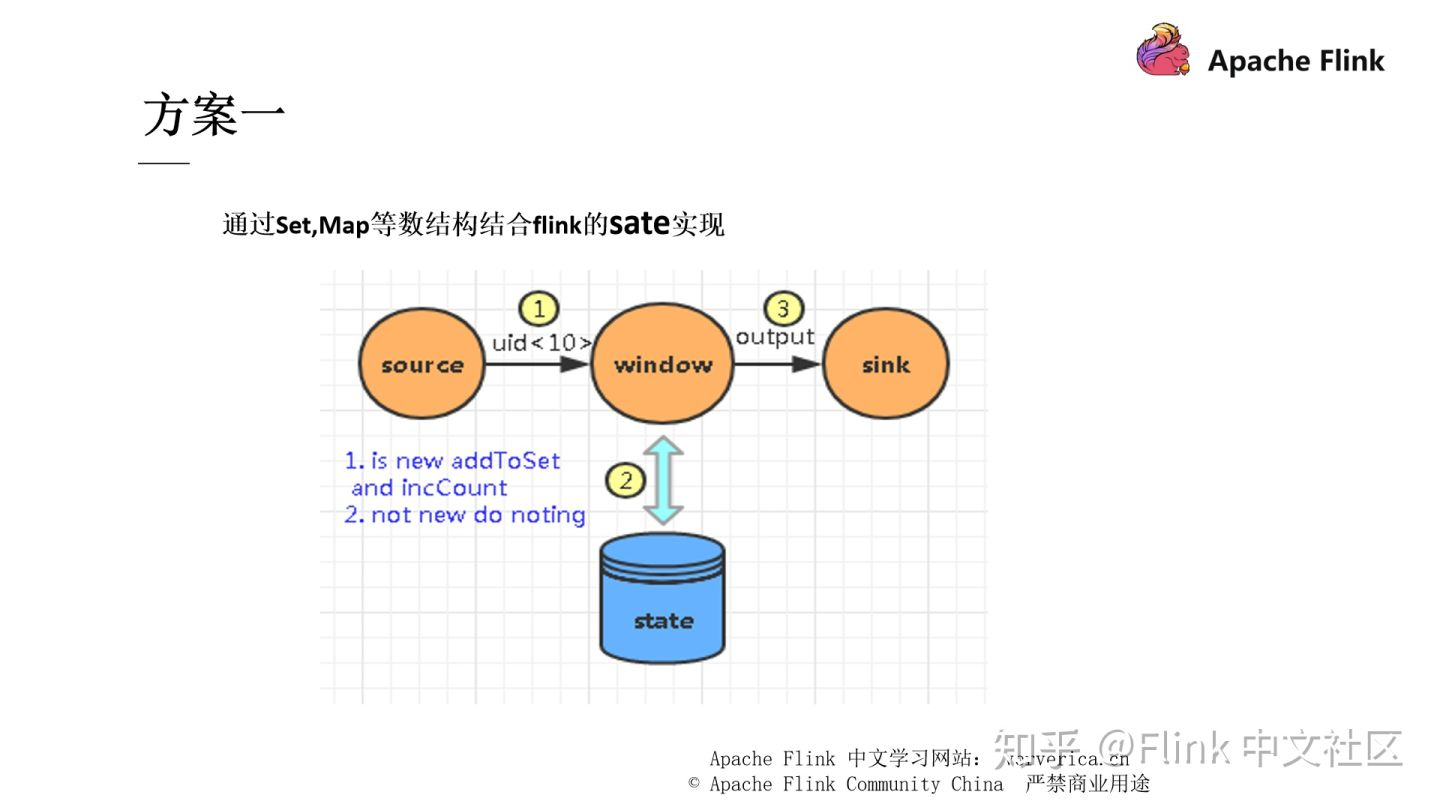 Apache Flink
方案一
通过Set,Map等数结构结合flink的sate实现
1
3
uid<10>
output
source
window
sink
1. is new addToSet
and incCount
2. not new do noting
2
state
知乎 @Flink 中文社区
Apache Flink 中文学习网站：
© Apache Flink Community China 严禁商业用途